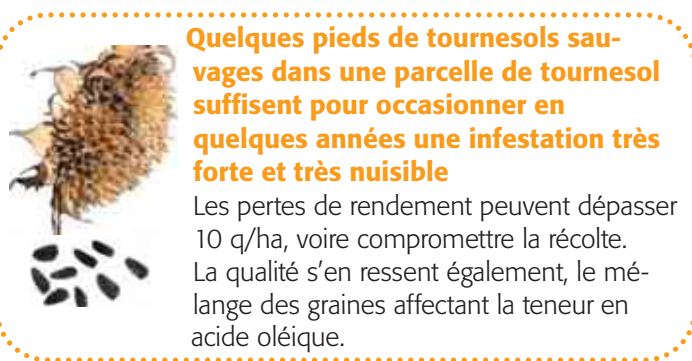 Quelques pieds de tournesols sau-
vages dans une parcelle de tournesol
suffisent pour occasionner en
quelques années une infestation très
forte et très nuisible
Les pertes de rendement peuvent dépasser
10 q/ha, voire compromettre la récolte.
La qualité s’en ressent également, le mé-
lange des graines affectant la teneur en
acide oléique.